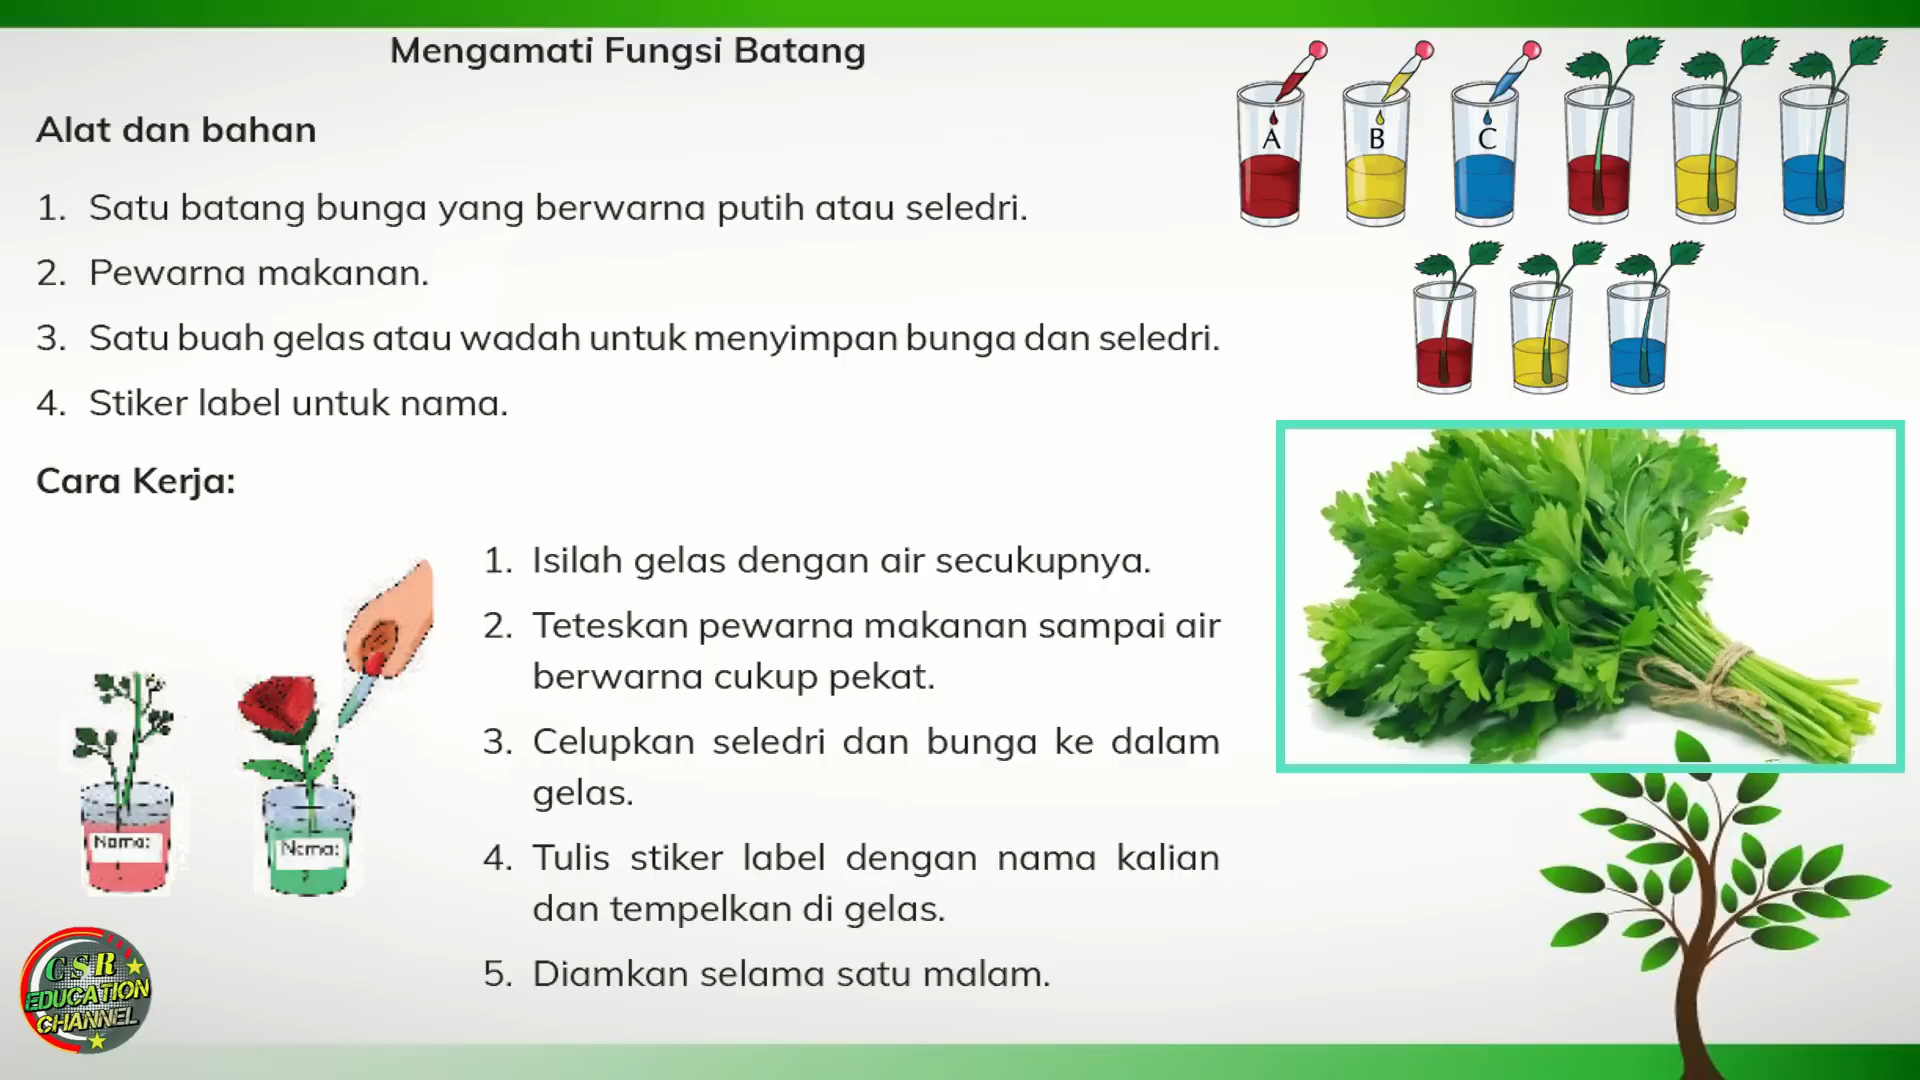 Mengamati Fungsi Batang
Alat dan bahan
1. Satu batang bunga yang berwarna putih atau seledri.
2. Pewarna makanan.
3. Satu buah gelas atau wadah untuk menyimpan bunga dan seledri.
4. Stiker label untuk nama.
Cara Kerja:
1. Isilah gelas dengan air secukupnya.
2. Teteskan pewarna makanan sampai air
berwarna cukup pekat.
3. Celupkan seledri dan bunga ke dalam
gelas.
4. Tulis stiker label dengan nama kalian
dan tempelkan di gelas.
5. Diamkan selama satu malam.
A
B
C
Nama:
Nama:
CSR
EDUCATION
CHANNEL